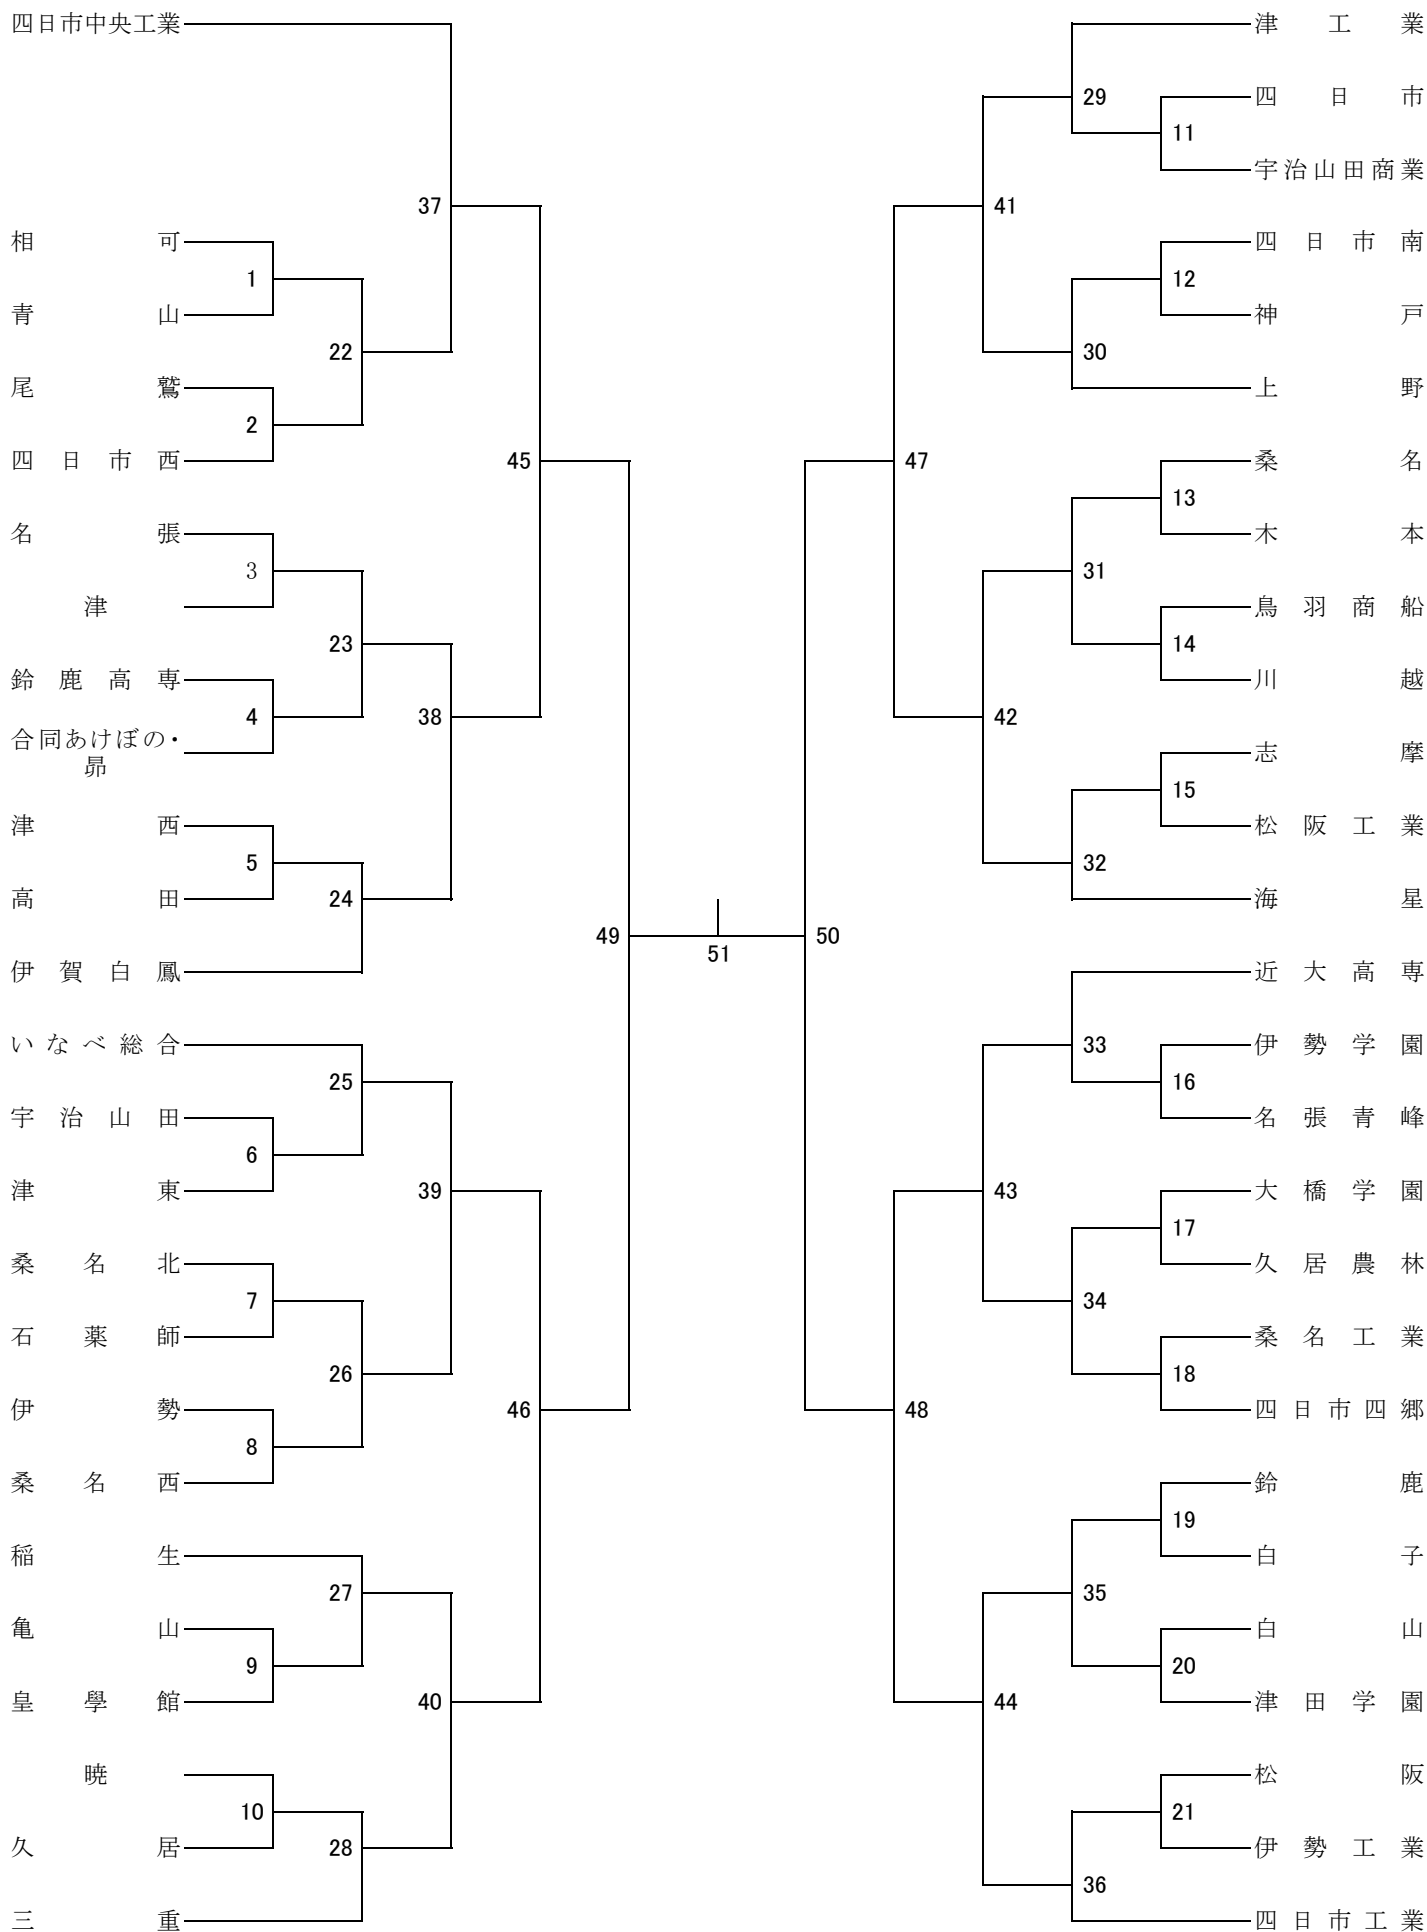 四日市中央工業
37
相可
1
青山
22
尾鷲
2
四日市西
45
名張
3
津
23
鈴鹿高専
4
38
合同あけぼの・
昴
津西
5
高田
24
49
伊賀白鳳
いなべ総合
25
宇治山田
6
津東
39
桑名北
7
石薬師
26
伊勢
46
8
桑名西
稲生
27
亀山
9
皇學館
40
暁
10
久居
28
三重
51
津工業
29
四日市
11
宇治山田商業
41
四日市南
12
神戸
30
上野
47
桑名
13
木本
31
鳥羽商船
14
川越
42
志摩
15
松阪工業
32
海星
50
近大高専
33
伊勢学園
16
名張青峰
43
大橋学園
17
久居農林
34
桑名工業
18
48
四日市四郷
鈴鹿
19
白子
35
白山
20
津田学園
44
松阪
21
伊勢工業
36
四日市工業